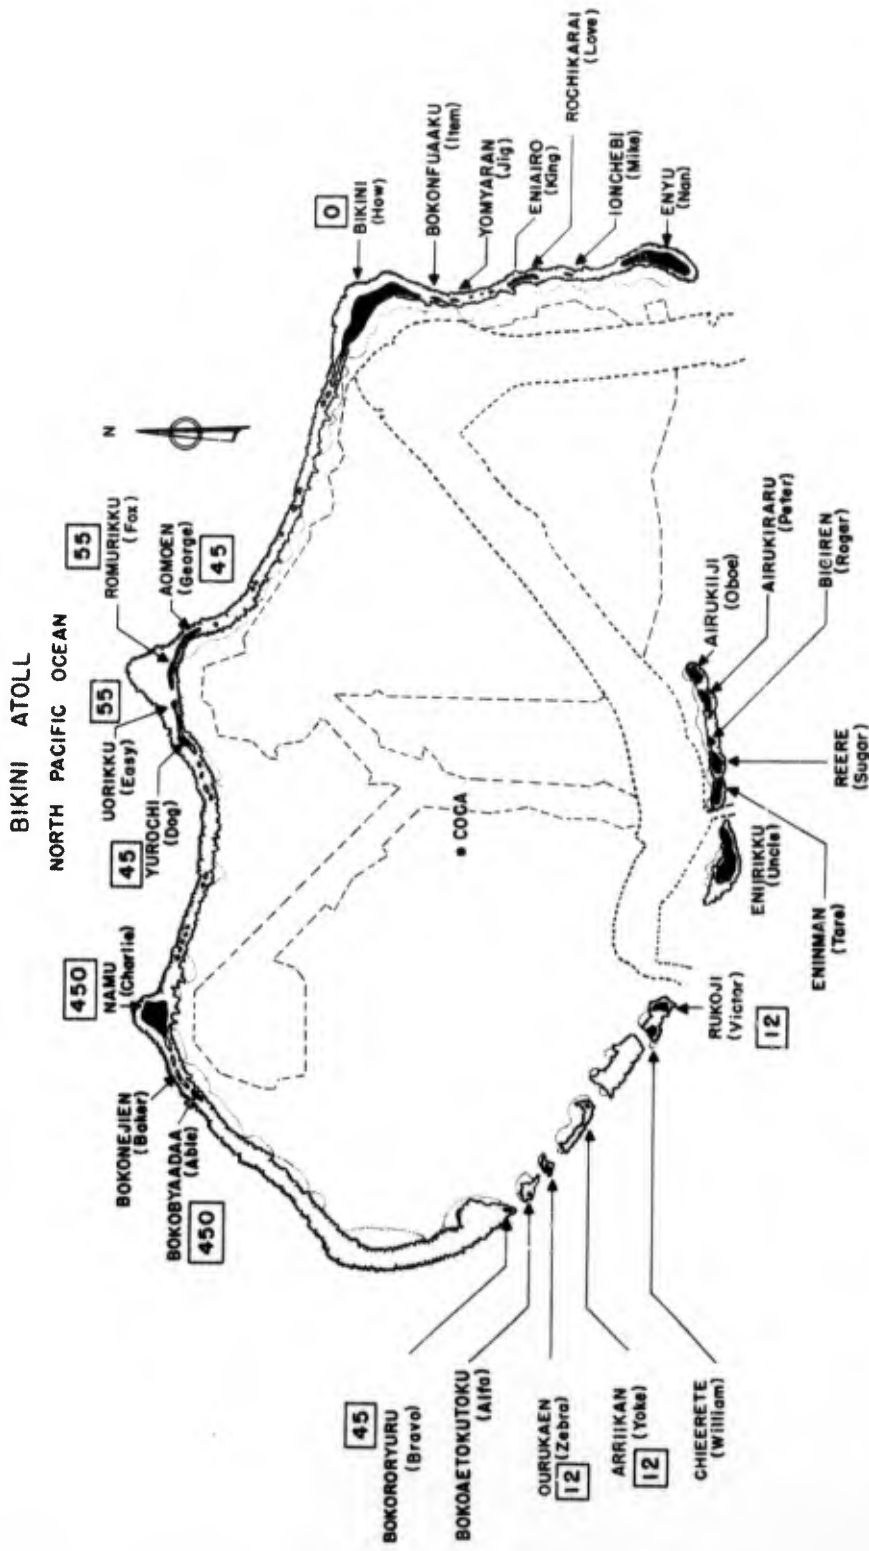 BIKINI ATOLL
NORTH PACIFIC OCEAN
N
450
NAMU
(Charlie)
BOKONEJIEN
(Baker)
BOKOBYAADAA
(Able)
450
45
YUROCHI
(Dog)
UORIKKU
(Easy)
55
55
ROMURIKKU
(Fox)
AOMOEN
(George)
45
0
BIKINI
(How)
BOKONFUAAKU
(Item)
YOMYARAN
(Jig)
ENIAIRO
(King)
ROCHIKARAI
(Love)
IONCHEBI
(Mike)
ENYU
(Nan)
COCA
AIRUKIIJI
(Oboe)
AIRUKIRARU
(Peter)
BIGIREN
(Roger)
REERE
(Sugar)
ENINMAN
(Tare)
ENIIRIKKU
(Uncle)
RUKOJI
(Victor)
12
CHIEERETE
(William)
ARRIIKAN
(Yoke)
12
OURUKAEN
(Zebra)
12
BOKOAETOKUTOKU
(Alfa)
45
BOKORORYURU
(Bravo)